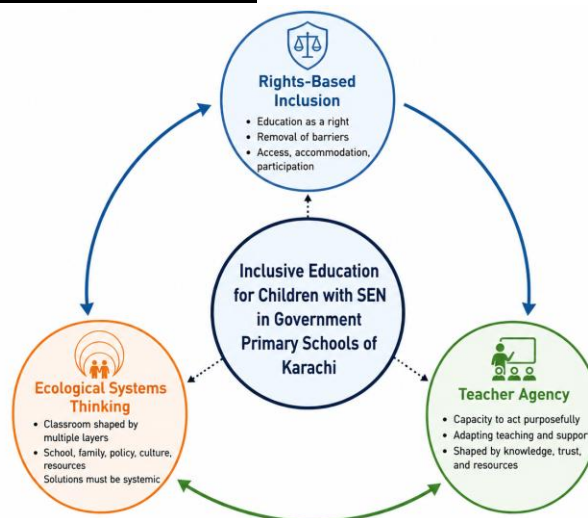 Rights-Based
Inclusion
• Education as a right
• Removal of barriers
• Access, accommodation,
participation
Inclusive Education
for Children with SEN
in Government
Primary Schools of
Karachi
Ecological Systems
Thinking
• Classroom shaped by
multiple layers
• School, family, policy, culture,
resources
Solutions must be systemic
Teacher Agency
• Capacity to act purposefully
• Adapting teaching and support
• Shaped by knowledge, trust,
and resources